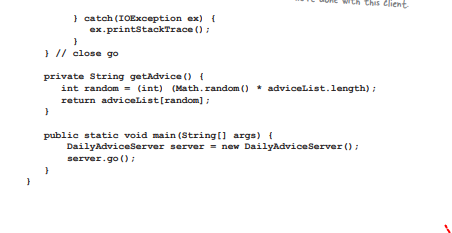 done with this client.
} catch(IOException ex) {
ex.printStackTrace();
}
} // close go
private String getAdvice() {
int random = (int) (Math.random() * adviceList.length);
return adviceList[random];
}
public static void main(String[] args) {
DailyAdviceServer server = new DailyAdviceServer();
server.go();
}
}